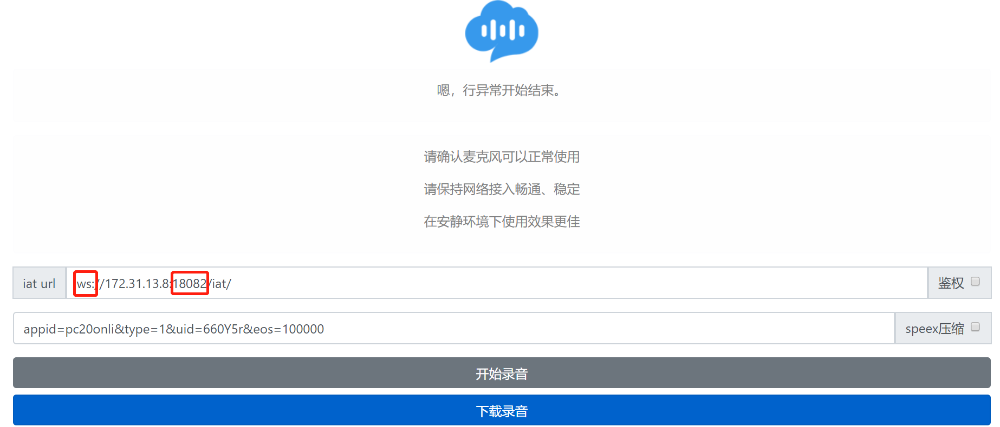 嗯，行异常开始结束。
请确认麦克风可以正常使用
请保持网络接入畅通、稳定
在安静环境下使用效果更佳
iat url ws://172.31.13.8:18082/iat/ 鉴权
appid=pc20onli&type=1&uid=660Y5r&eos=100000 speex压缩
开始录音
下载录音